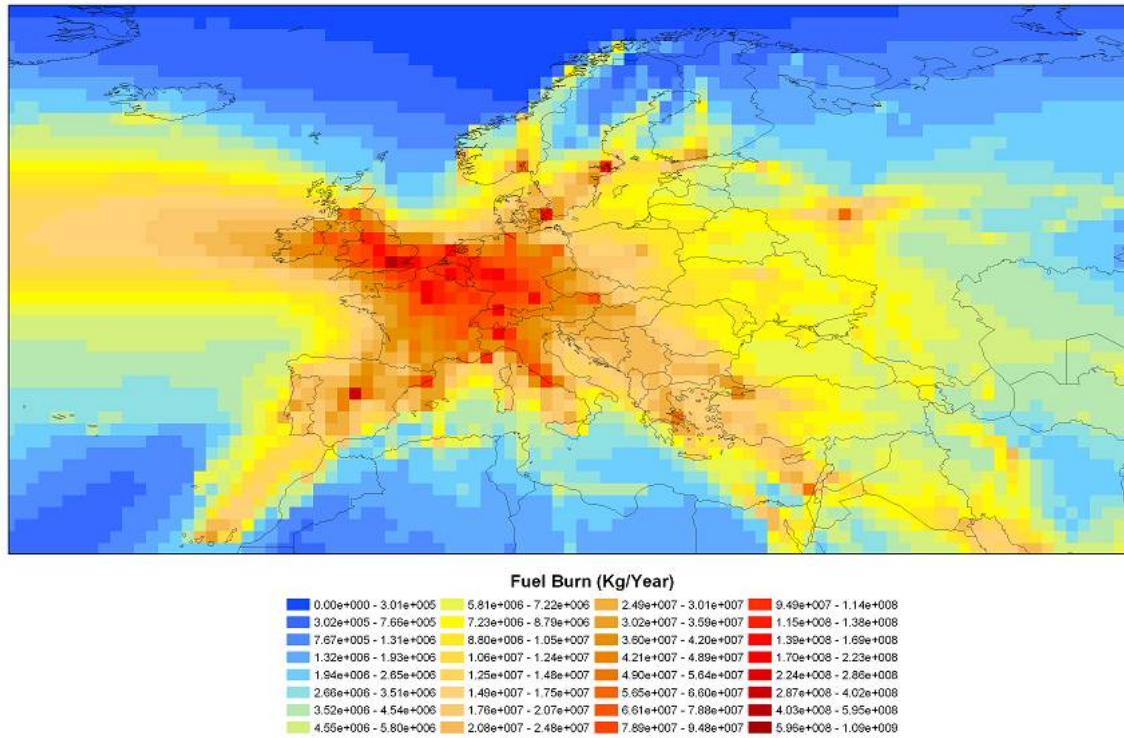 Fuel Burn (Kg/Year)
0.00e+000 - 3.01e+005 5.81e+006 - 7.22e+006 2.49e+007 - 3.01e+007 9.49e+007 - 1.14e+008
3.02e+005 - 7.66e+005 7.23e+006 - 8.79e+006 3.02e+007 - 3.59e+007 1.15e+008 - 1.38e+008
7.67e+005 - 1.31e+006 8.80e+006 - 1.05e+007 3.60e+007 - 4.20e+007 1.39e+008 - 1.69e+008
1.32e+006 - 1.93e+006 1.06e+007 - 1.24e+007 4.21e+007 - 4.89e+007 1.70e+008 - 2.23e+008
1.94e+006 - 2.65e+006 1.25e+007 - 1.48e+007 4.90e+007 - 5.64e+007 2.24e+008 - 2.86e+008
2.66e+006 - 3.51e+006 1.49e+007 - 1.75e+007 5.65e+007 - 6.60e+007 2.87e+008 - 4.02e+008
3.52e+006 - 4.54e+006 1.76e+007 - 2.07e+007 6.61e+007 - 7.88e+007 4.03e+008 - 5.95e+008
4.55e+006 - 5.80e+006 2.08e+007 - 2.48e+007 7.89e+007 - 9.48e+007 5.96e+008 - 1.09e+009